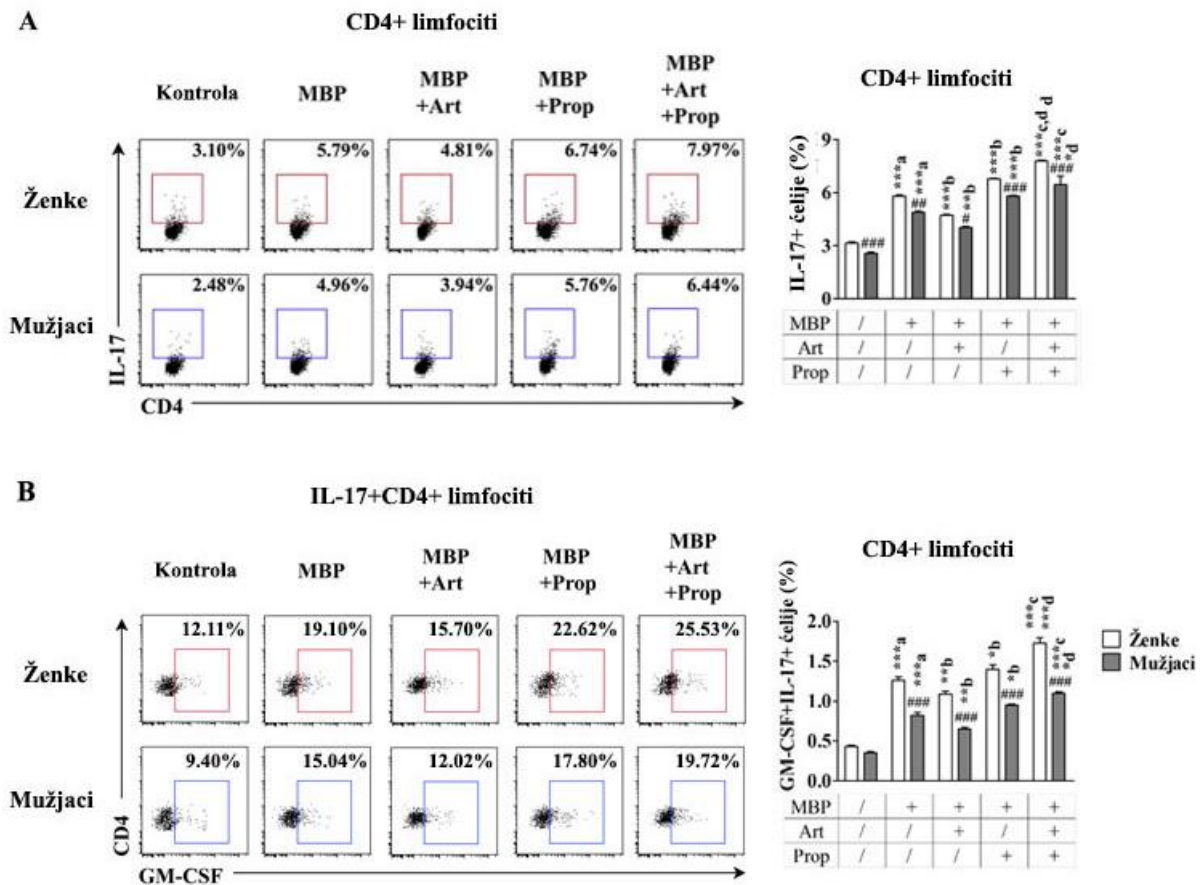 A
CD4+ limfociti
Kontrola
MBP
MBP
+Art
MBP
+Prop
MBP
+Art
+Prop
Ženke
3.10%
5.79%
4.81%
6.74%
7.97%
Mužjaci
2.48%
4.96%
3.94%
5.76%
6.44%
IL-17
CD4
CD4+ limfociti
IL-17+ ćelije (%)
9
6
3
0
###
***a
***a
##
***b
**b
#
***b
***b
###
***c,d
d
***c
*d
###
MBP / + + + +
Art / / + / +
Prop / / / + +
B
IL-17+CD4+ limfociti
Kontrola
MBP
MBP
+Art
MBP
+Prop
MBP
+Art
+Prop
Ženke
12.11%
19.10%
15.70%
22.62%
25.53%
Mužjaci
9.40%
15.04%
12.02%
17.80%
19.72%
CD4
GM-CSF
CD4+ limfociti
GM-CSF+IL-17+ ćelije (%)
2.0
1.5
1.0
0.5
0.0
***a
***a
###
**b
**b
###
*b
*b
###
***c
***d
***c
*d
###
Ženke
Mužjaci
MBP / + + + +
Art / / + / +
Prop / / / + +